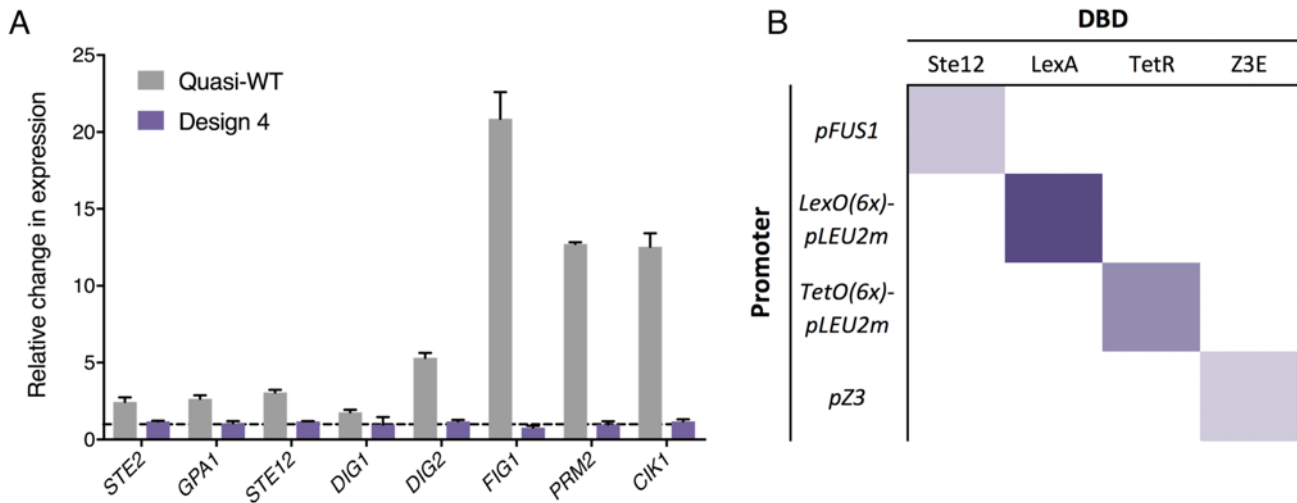 A
Relative change in expression
25
20
15
10
5
0
Quasi-WT
Design 4
STE2
GPA1
STE12
DIG1
DIG2
FIG1
PRM2
CIK1
B
DBD
Ste12 LexA TetR Z3E
Promoter
pFUS1
LexO(6x)-
pLEU2m
TetO(6x)-
pLEU2m
pZ3